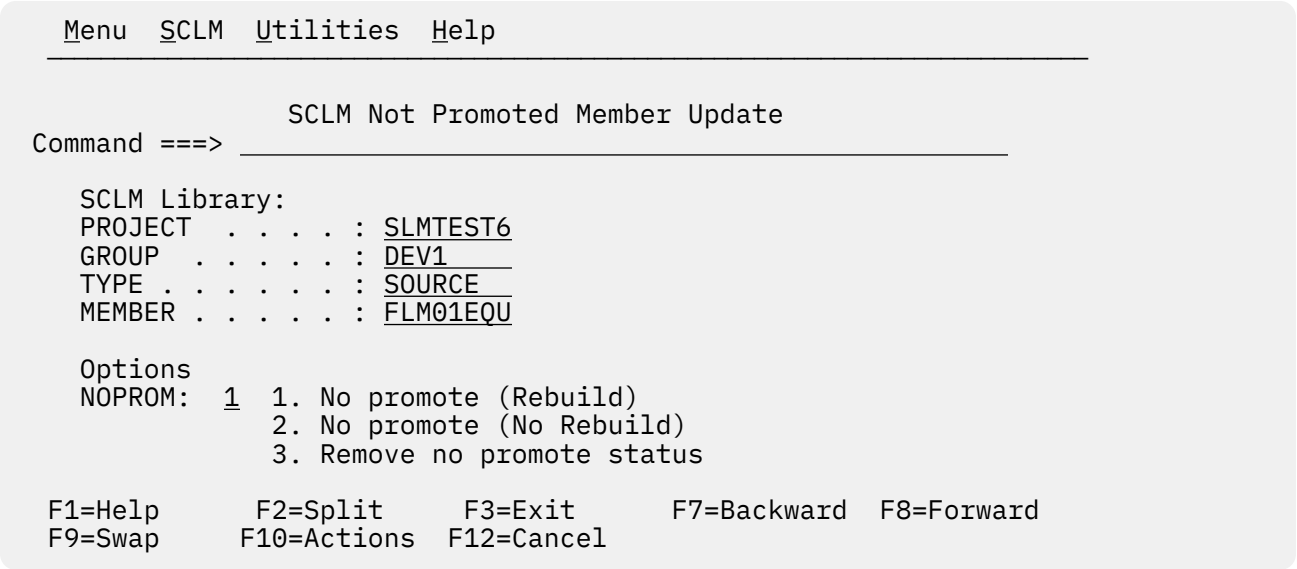 Menu  SCLM  Utilities  Help
SCLM Not Promoted Member Update
Command ===>
SCLM Library:
PROJECT  . . . . : SLMTEST6
GROUP  . . . . . : DEV1
TYPE . . . . . . : SOURCE
MEMBER . . . . . : FLM01EQU
Options
NOPROM:  1  1. No promote (Rebuild)
2. No promote (No Rebuild)
3. Remove no promote status
F1=Help      F2=Split     F3=Exit      F7=Backward  F8=Forward
F9=Swap     F10=Actions  F12=Cancel